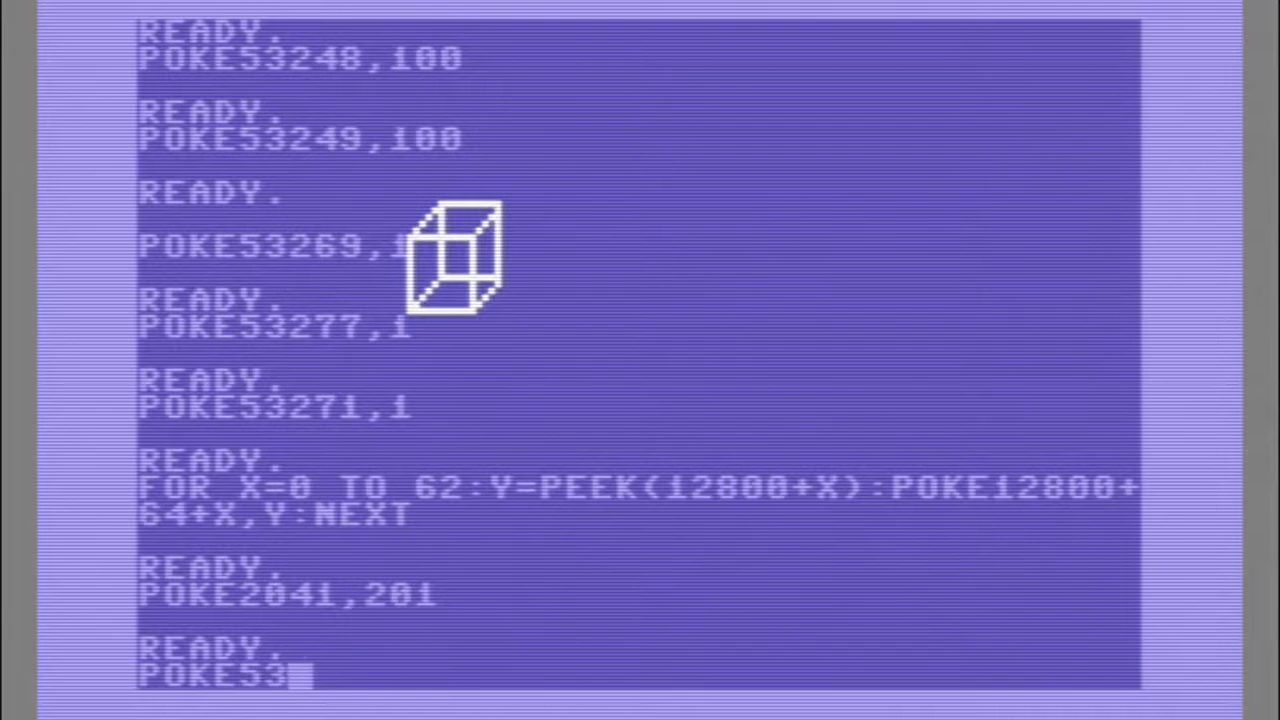 READY.
POKE53248,100
READY.
POKE53249,100
READY.
POKE53269,1
READY.
POKE53277,1
READY.
POKE53271,1
READY.
FOR X=0 TO 62:Y=PEEK(12800+X):POKE12800+
64+X,Y:NEXT
READY.
POKE2041,201
READY.
POKE53